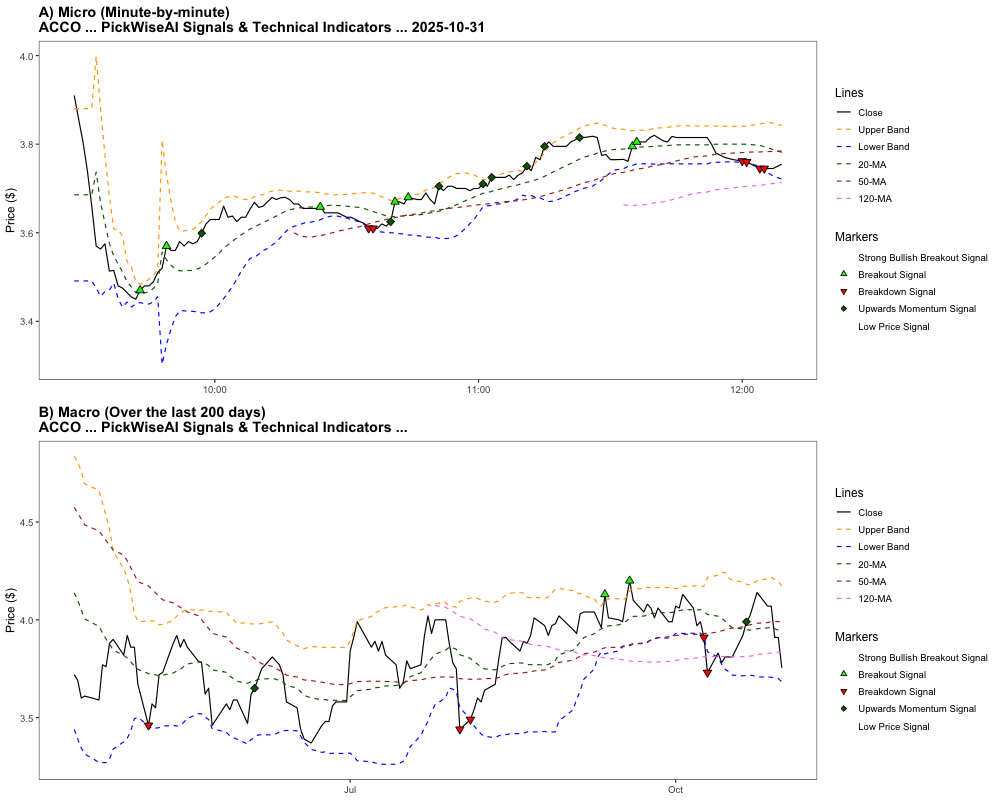 A) Micro (Minute-by-minute)
ACCO ... PickWiseAI Signals & Technical Indicators ... 2025-10-31
Price ($)
4.0
3.8
3.6
3.4
10:00
11:00
12:00
Lines
Close
Upper Band
Lower Band
20-MA
50-MA
120-MA
Markers
Strong Bullish Breakout Signal
Breakout Signal
Breakdown Signal
Upwards Momentum Signal
Low Price Signal
B) Macro (Over the last 200 days)
ACCO ... PickWiseAI Signals & Technical Indicators ...
Price ($)
4.5
4.0
3.5
Jul
Oct
Lines
Close
Upper Band
Lower Band
20-MA
50-MA
120-MA
Markers
Strong Bullish Breakout Signal
Breakout Signal
Breakdown Signal
Upwards Momentum Signal
Low Price Signal